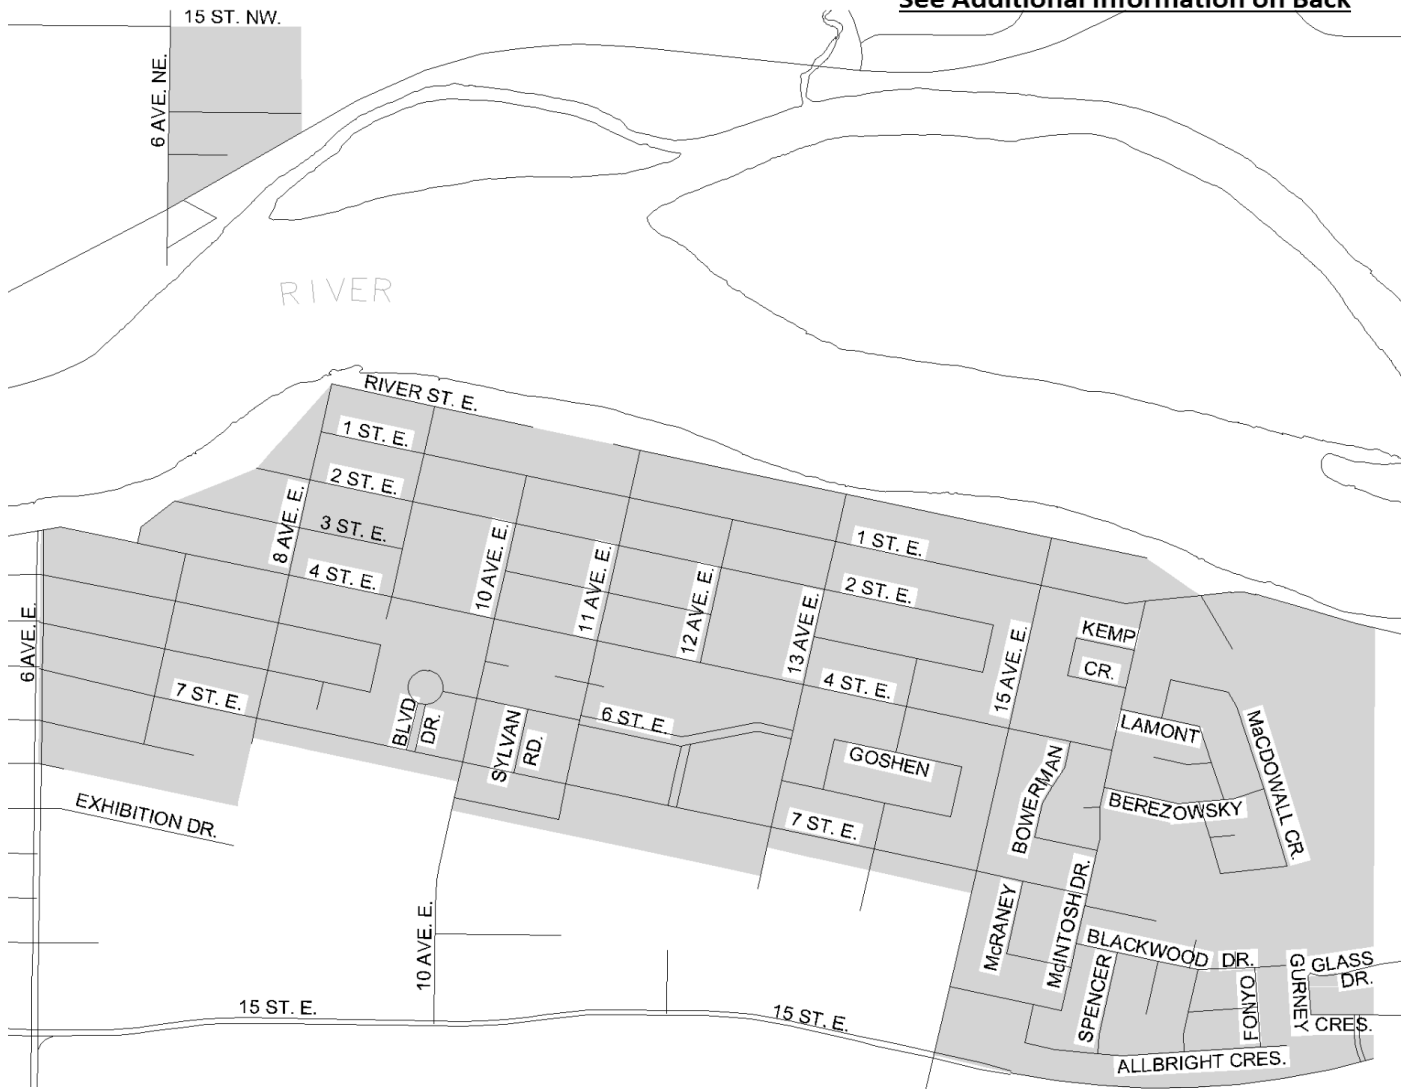 See Additional Information on Back
15 ST. NW.
6 AVE. NE.
RIVER
RIVER ST. E.
1 ST. E.
2 ST. E.
3 ST. E.
4 ST. E.
8 AVE. E.
10 AVE. E.
11 AVE. E.
12 AVE. E.
13 AVE E.
15 AVE. E.
1 ST. E.
2 ST. E.
4 ST. E.
KEMP
CR.
6 AVE. E.
7 ST. E.
BLVD
DR.
SYLVAN
RD.
6 ST. E.
GOSHEN
7 ST. E.
BOWERMAN
LAMONT
BEREZOWSKY
MaCDOWALL CR.
EXHIBITION DR.
10 AVE. E.
15 ST. E.
15 ST. E.
McRANEY
McINTOSH DR.
BLACKWOOD DR.
SPENCER
FONYO
GURNEY
CRES.
GLASS
DR.
ALLBRIGHT CRES.